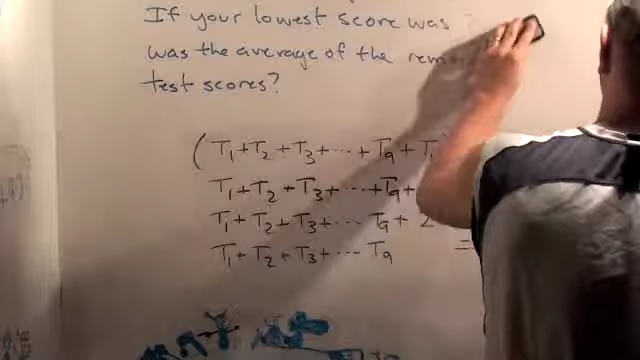 If your lowest score was
was the average of the
test scores?
(T₁+T₂+T₃+⋯+T₉+T₁
T₁+T₂+T₃+⋯+T₉+
T₁+T₂+T₃+⋯ T₉+2
T₁+T₂+T₃+⋯ T₉ =